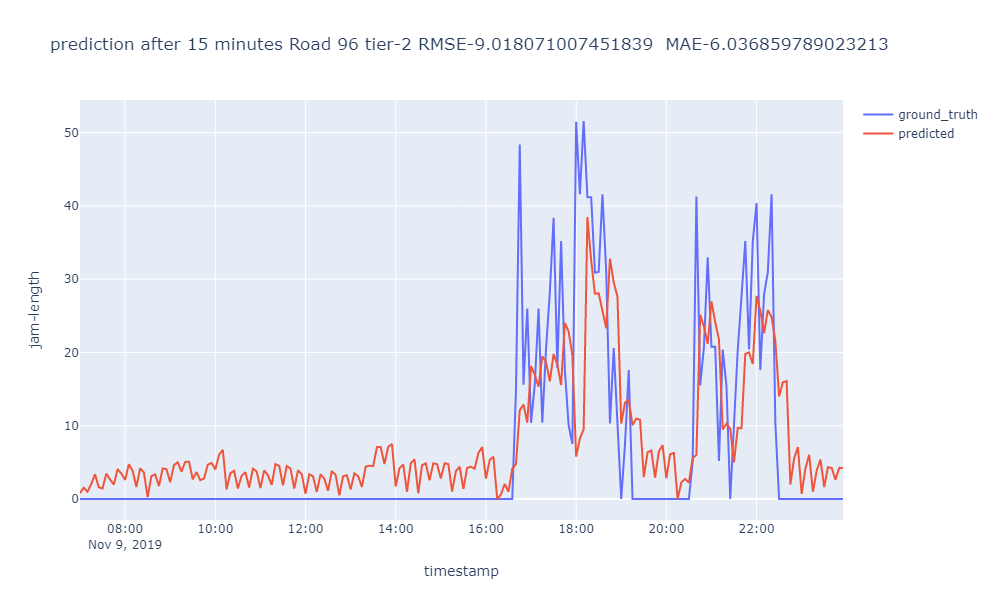 prediction after 15 minutes Road 96 tier-2 RMSE-9.018071007451839  MAE-6.036859789023213
ground_truth
predicted
50
40
30
20
10
0
jam-length
08:00 10:00 12:00 14:00 16:00 18:00 20:00 22:00
Nov 9, 2019
timestamp